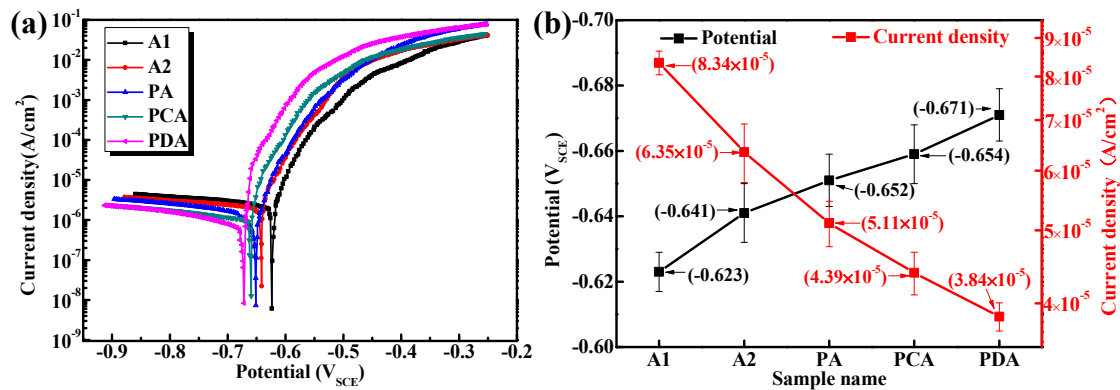 (a)
Current density(A/cm²)
10⁻¹
10⁰
10⁻¹
10⁻²
10⁻³
10⁻⁴
10⁻⁵
10⁻⁶
10⁻⁷
10⁻⁸
10⁻⁹
A1
A2
PA
PCA
PDA
-0.9 -0.8 -0.7 -0.6 -0.5 -0.4 -0.3 -0.2
Potential (V_SCE)
(b)
Potential (V_SCE)
-0.70
-0.68
-0.66
-0.64
-0.62
-0.60
Potential
Current density
(8.34×10⁻⁵)
(-0.671)
(6.35×10⁻⁵)
(-0.654)
(-0.641)
(-0.652)
(5.11×10⁻⁵)
(-0.623)
(4.39×10⁻⁵)
(3.84×10⁻⁵)
9×10⁻⁵
8×10⁻⁵
7×10⁻⁵
6×10⁻⁵
5×10⁻⁵
4×10⁻⁵
Current density (A/cm²)
A1 A2 PA PCA PDA
Sample name